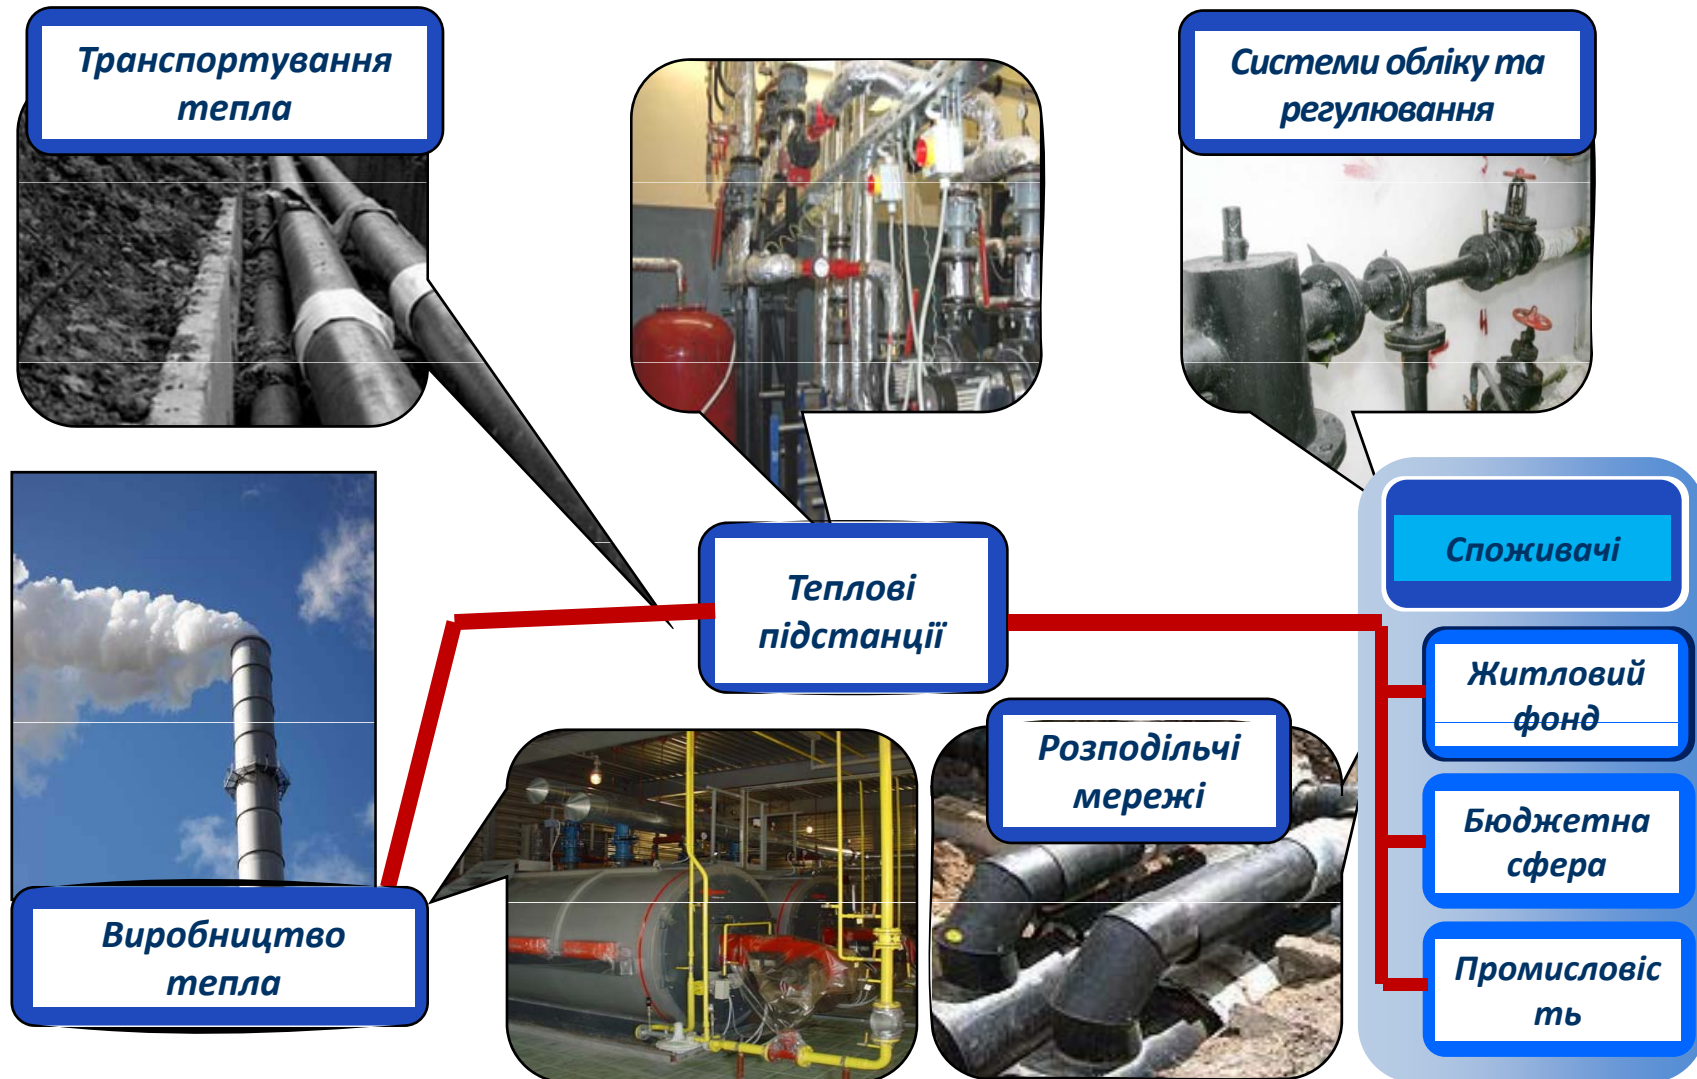 Транспортування
тепла
Системи обліку та
регулювання
Споживачі
Теплові
підстанції
Житловий
фонд
Розподільчі
мережі
Бюджетна
сфера
Виробництво
тепла
Промисловіс
ть